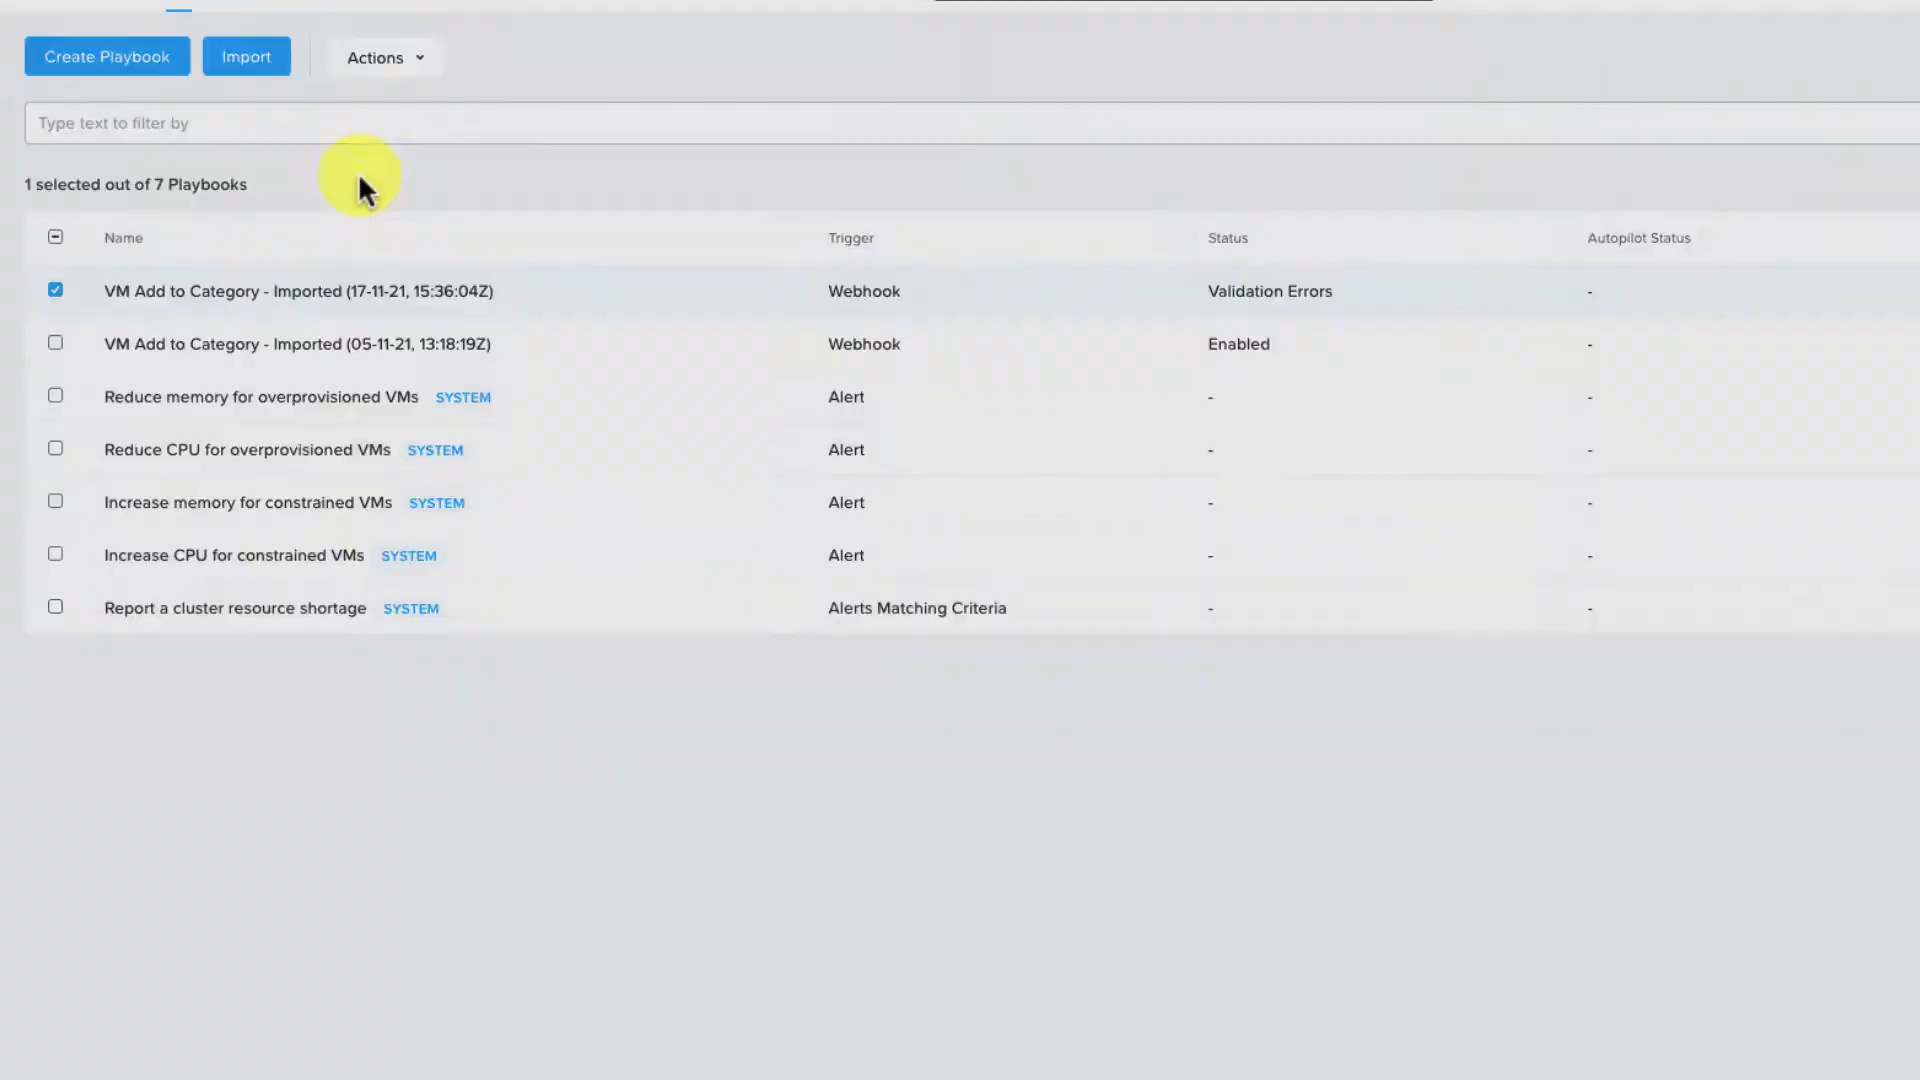 Create Playbook Import Actions
Type text to filter by
1 selected out of 7 Playbooks
Name Trigger Status Autopilot Status
VM Add to Category - Imported (17-11-21, 15:36:04Z) Webhook Validation Errors -
VM Add to Category - Imported (05-11-21, 13:18:19Z) Webhook Enabled -
Reduce memory for overprovisioned VMs SYSTEM Alert - -
Reduce CPU for overprovisioned VMs SYSTEM Alert - -
Increase memory for constrained VMs SYSTEM Alert - -
Increase CPU for constrained VMs SYSTEM Alert - -
Report a cluster resource shortage SYSTEM Alerts Matching Criteria - -